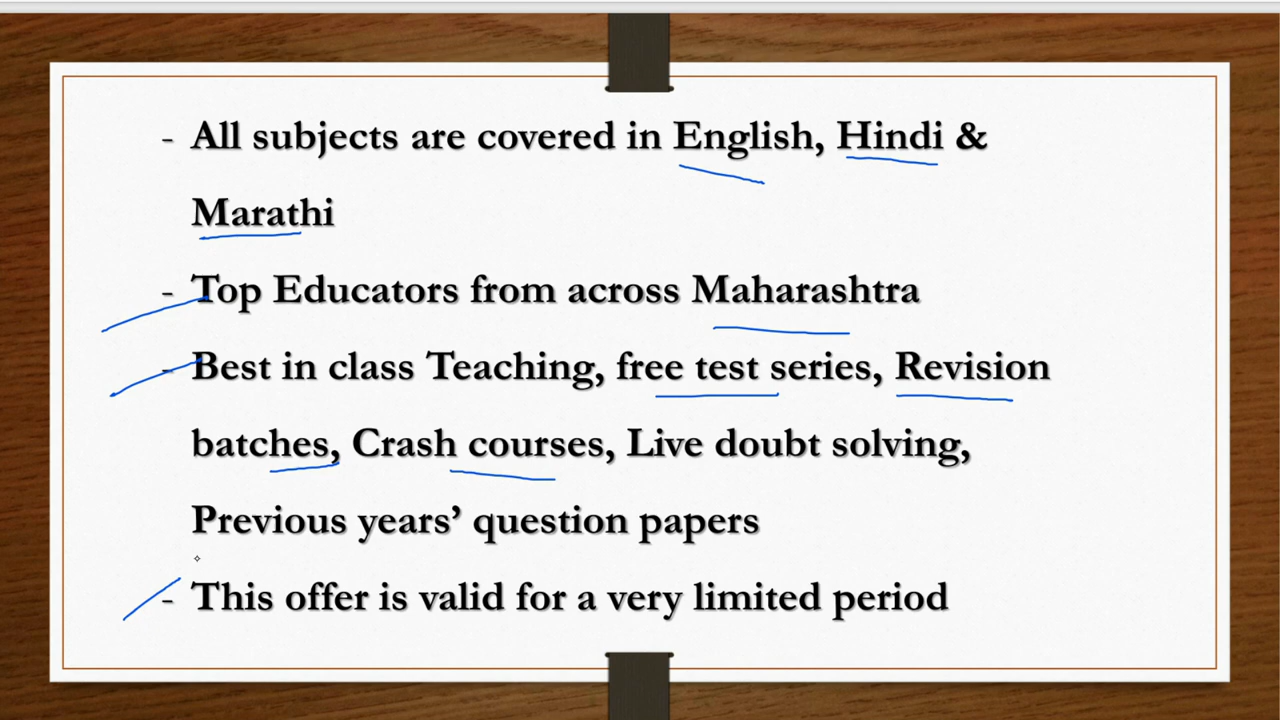 - All subjects are covered in English, Hindi &
Marathi
- Top Educators from across Maharashtra
- Best in class Teaching, free test series, Revision
batches, Crash courses, Live doubt solving,
Previous years’ question papers
- This offer is valid for a very limited period